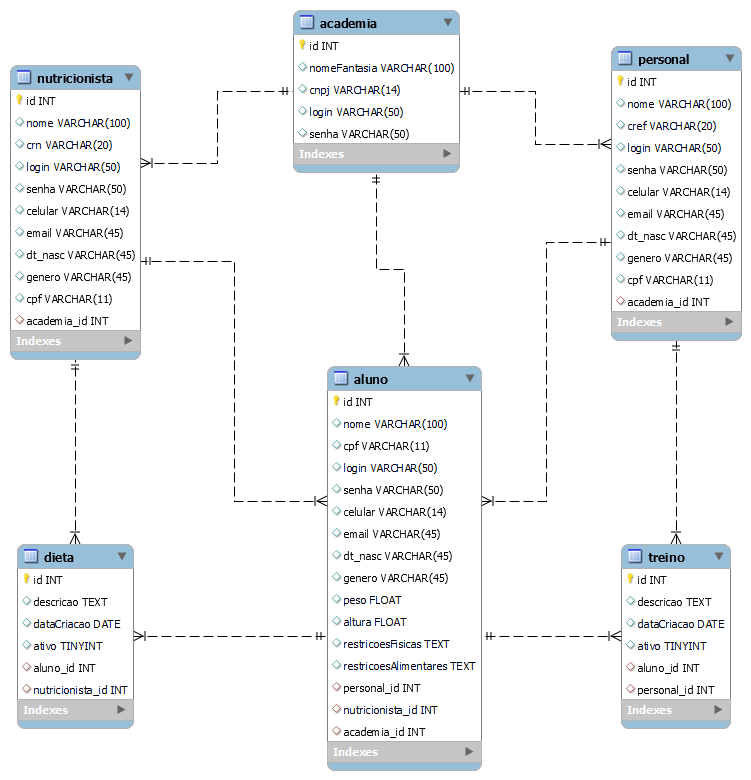 academia
id INT
nomeFantasia VARCHAR(100)
cnpj VARCHAR(14)
login VARCHAR(50)
senha VARCHAR(50)
Indexes
nutricionista
id INT
nome VARCHAR(100)
crn VARCHAR(20)
login VARCHAR(50)
senha VARCHAR(50)
celular VARCHAR(14)
email VARCHAR(45)
dt_nasc VARCHAR(45)
genero VARCHAR(45)
cpf VARCHAR(11)
academia_id INT
Indexes
personal
id INT
nome VARCHAR(100)
cref VARCHAR(20)
login VARCHAR(50)
senha VARCHAR(50)
celular VARCHAR(14)
email VARCHAR(45)
dt_nasc VARCHAR(45)
genero VARCHAR(45)
cpf VARCHAR(11)
academia_id INT
Indexes
aluno
id INT
nome VARCHAR(100)
cpf VARCHAR(11)
login VARCHAR(50)
senha VARCHAR(50)
celular VARCHAR(14)
email VARCHAR(45)
dt_nasc VARCHAR(45)
genero VARCHAR(45)
peso FLOAT
altura FLOAT
restricoesFisicas TEXT
restricoesAlimentares TEXT
personal_id INT
nutricionista_id INT
academia_id INT
Indexes
dieta
id INT
descricao TEXT
dataCriacao DATE
ativo TINYINT
aluno_id INT
nutricionista_id INT
Indexes
treino
id INT
descricao TEXT
dataCriacao DATE
ativo TINYINT
aluno_id INT
personal_id INT
Indexes